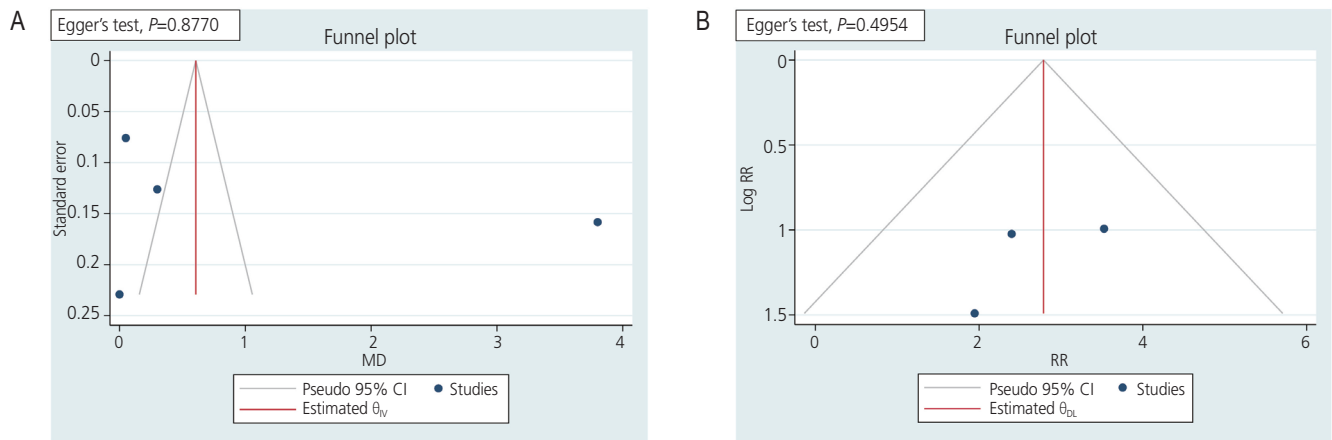 A
Egger's test, P=0.8770
Funnel plot
Standard error
0
0.05
0.1
0.15
0.2
0.25
0 1 2 3 4
MD
Pseudo 95% CI Studies
Estimated θIV
B
Egger's test, P=0.4954
Funnel plot
Log RR
0
0.5
1
1.5
0 2 4 6
RR
Pseudo 95% CI Studies
Estimated θDL